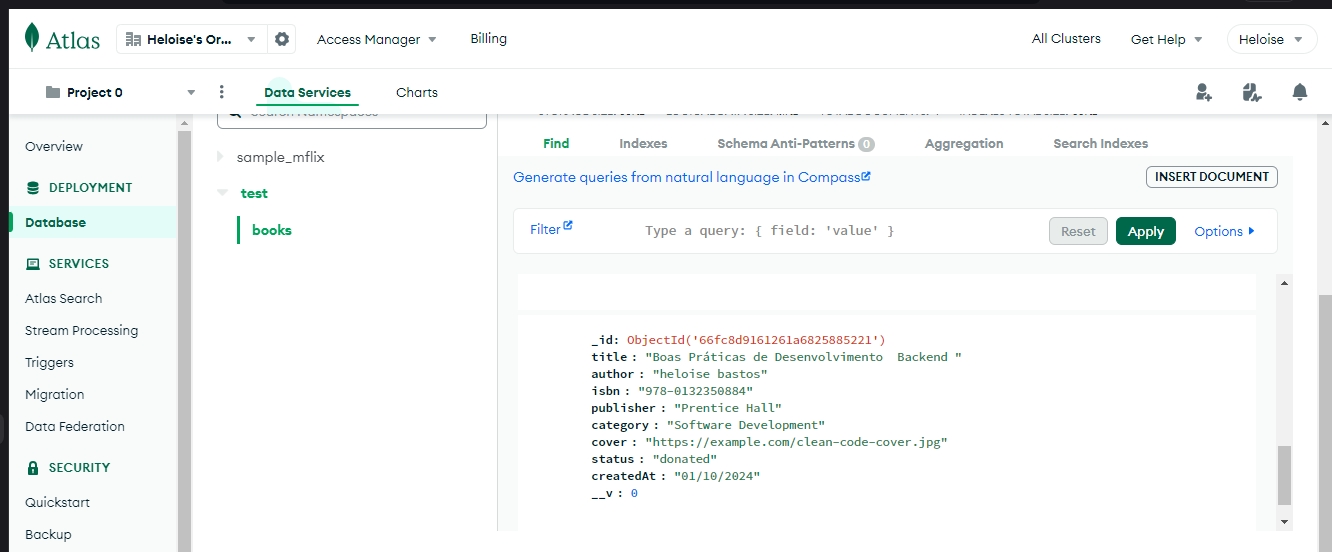 Atlas
Heloise's Or...
Access Manager
Billing
All Clusters
Get Help
Heloise
Project 0
Data Services
Charts
Overview
DEPLOYMENT
Database
SERVICES
Atlas Search
Stream Processing
Triggers
Migration
Data Federation
SECURITY
Quickstart
Backup
sample_mflix
test
books
Find
Indexes
Schema Anti-Patterns 0
Aggregation
Search Indexes
Generate queries from natural language in Compass
INSERT DOCUMENT
Filter
Type a query: { field: 'value' }
Reset
Apply
Options
_id: ObjectId('66fc8d9161261a6825885221')
title : "Boas Práticas de Desenvolvimento  Backend "
author : "heloise bastos"
isbn : "978-0132350884"
publisher : "Prentice Hall"
category : "Software Development"
cover : "https://example.com/clean-code-cover.jpg"
status : "donated"
createdAt : "01/10/2024"
__v : 0